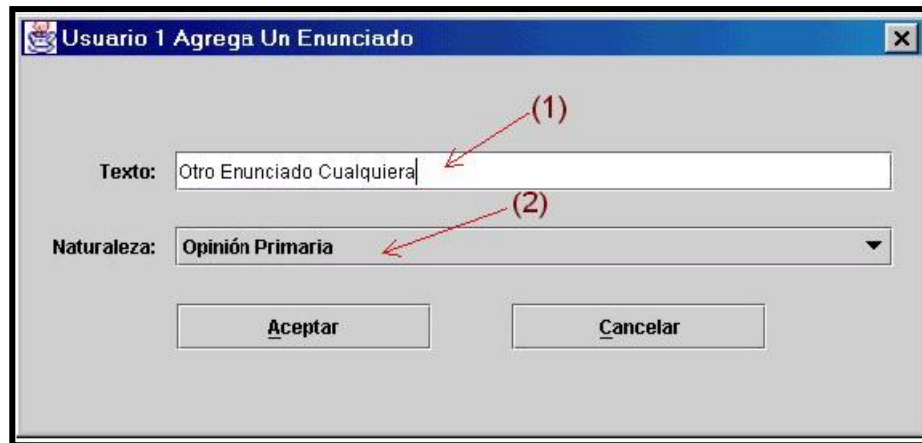 Usuario 1 Agrega Un Enunciado
(1)
Texto: Otro Enunciado Cualquiera
(2)
Naturaleza: Opinión Primaria
Aceptar Cancelar